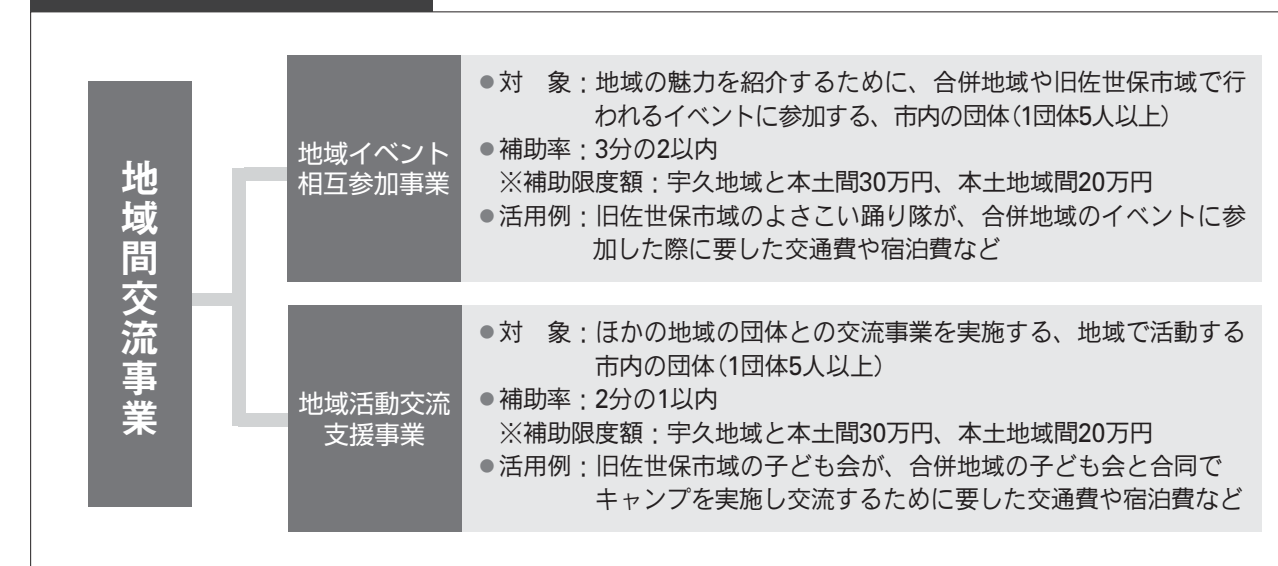 地域間交流事業
地域イベント
相互参加事業
●対　象：地域の魅力を紹介するために、合併地域や旧佐世保市域で行
われるイベントに参加する、市内の団体（1団体5人以上）
●補助率：3分の2以内
※補助限度額：宇久地域と本土間30万円、本土地域間20万円
●活用例：旧佐世保市域のよさこい踊り隊が、合併地域のイベントに参
加した際に要した交通費や宿泊費など
地域活動交流
支援事業
●対　象：ほかの地域の団体との交流事業を実施する、地域で活動する
市内の団体（1団体5人以上）
●補助率：2分の1以内
※補助限度額：宇久地域と本土間30万円、本土地域間20万円
●活用例：旧佐世保市域の子ども会が、合併地域の子ども会と合同で
キャンプを実施し交流するために要した交通費や宿泊費など